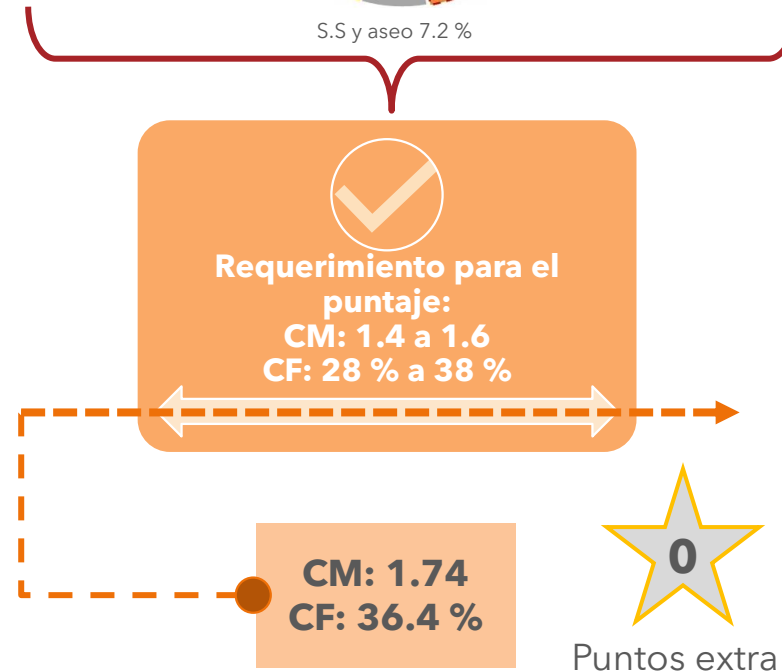 S.S y aseo 7.2 %
Requerimiento para el
puntaje:
CM: 1.4 a 1.6
CF: 28 % a 38 %
CM: 1.74
CF: 36.4 %
0
Puntos extra